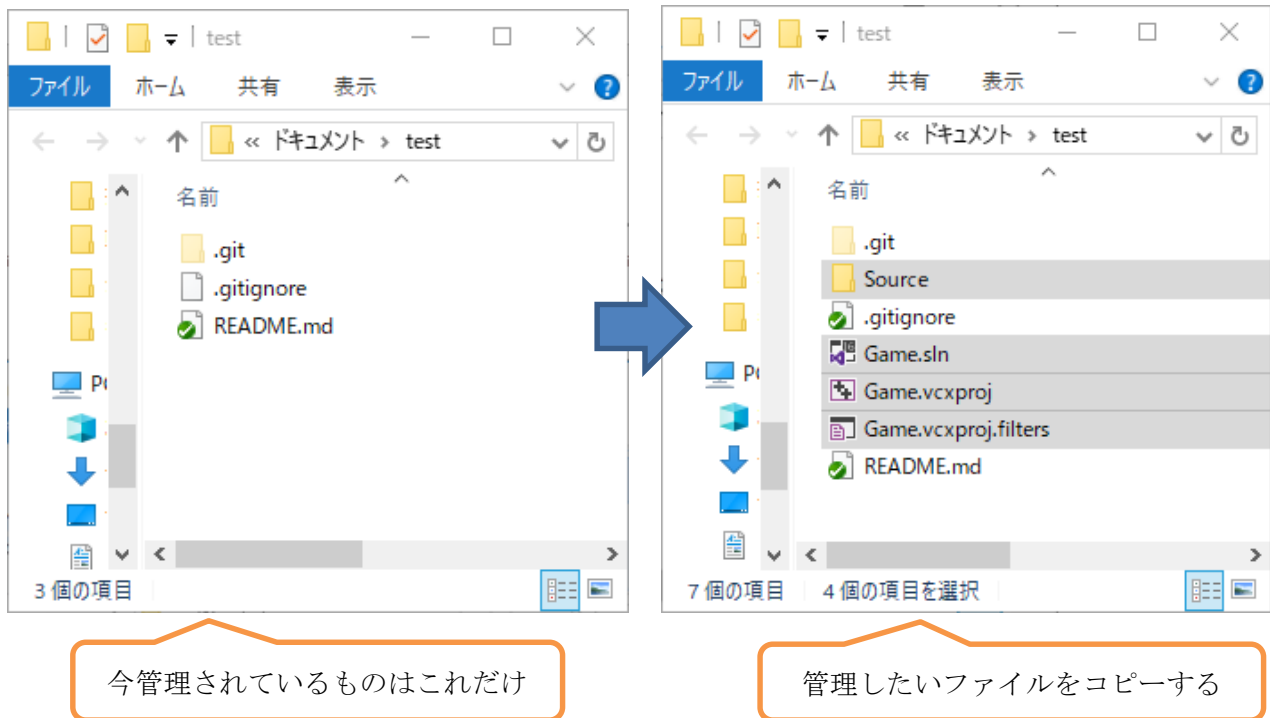 test
ファイル ホーム 共有 表示
« ドキュメント > test
名前
.git
.gitignore
README.md
3 個の項目
今管理されているものはこれだけ
test
ファイル ホーム 共有 表示
« ドキュメント > test
名前
.git
Source
.gitignore
Game.sln
Game.vcxproj
Game.vcxproj.filters
README.md
7 個の項目 4 個の項目を選択
管理したいファイルをコピーする